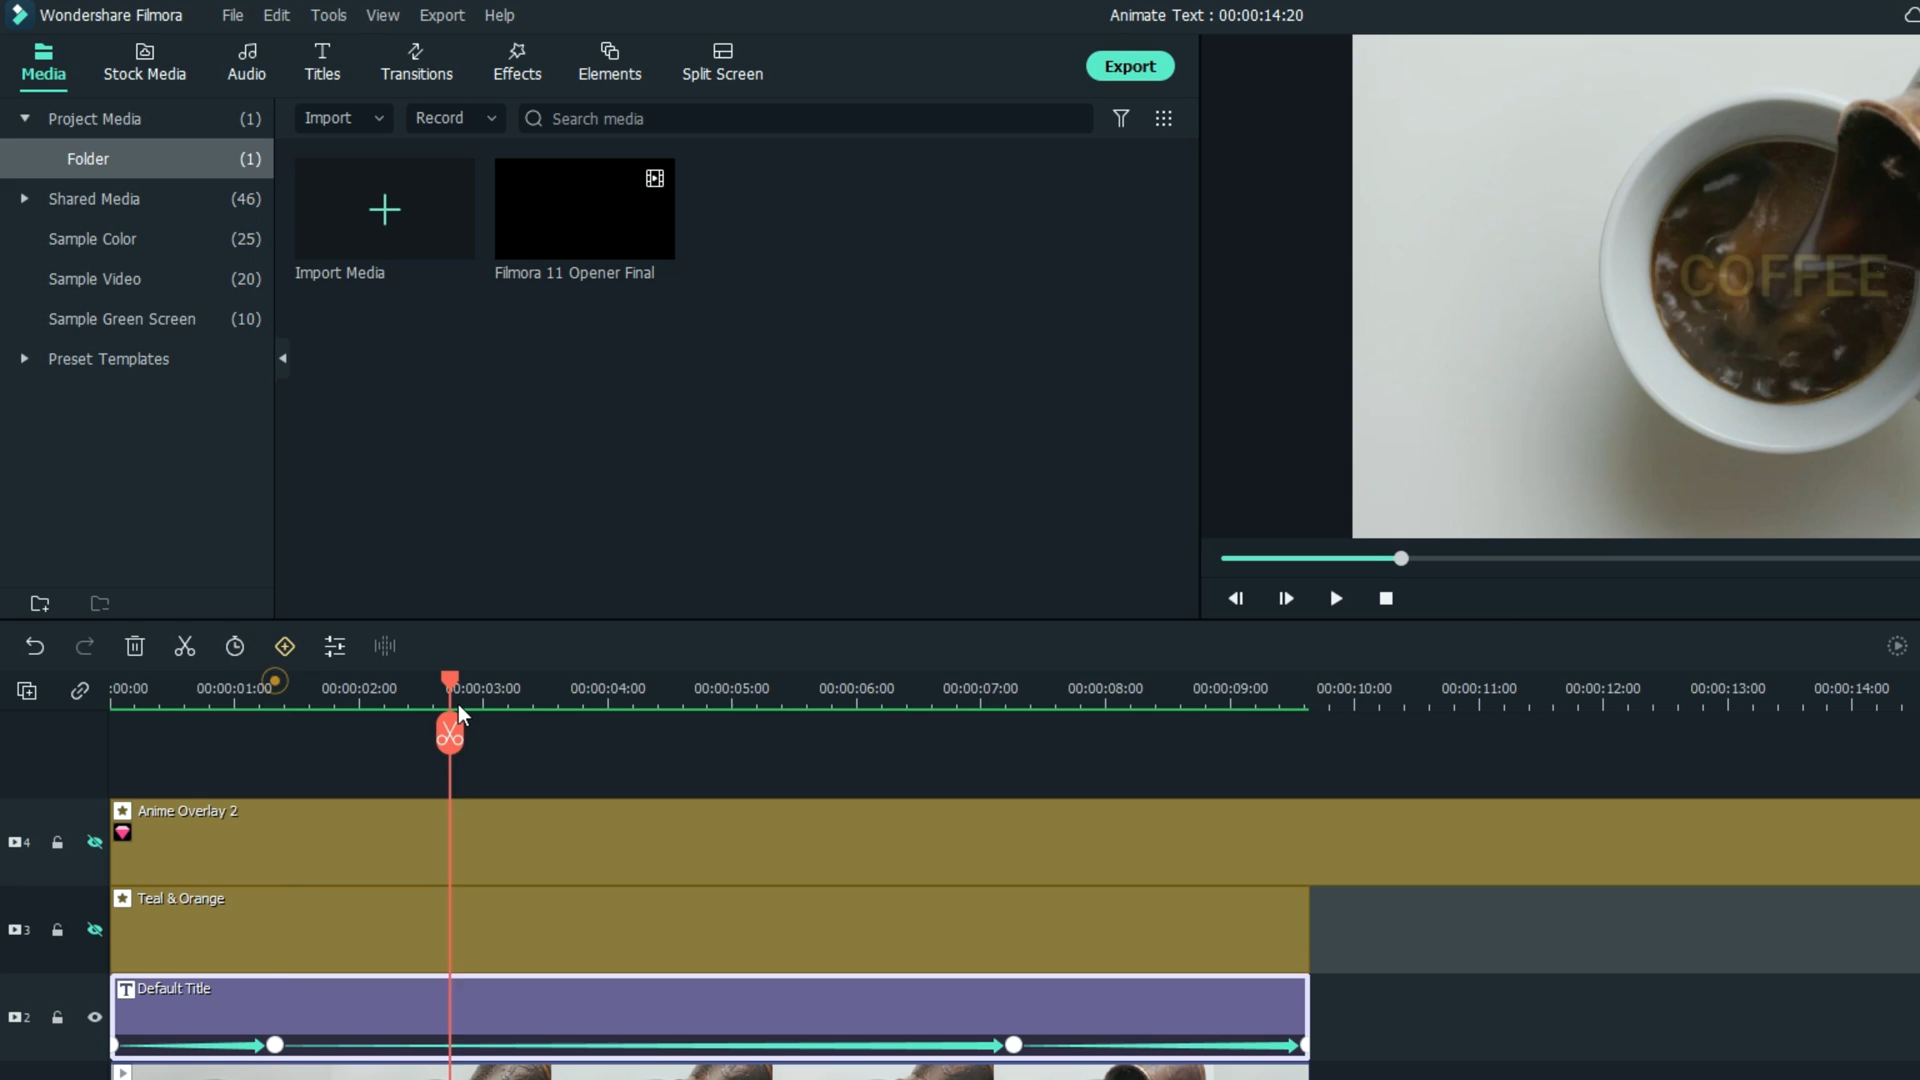 Wondershare Filmora File Edit Tools View Export Help Animate Text : 00:00:14:20
Media Stock Media Audio Titles Transitions Effects Elements Split Screen Export
Project Media (1) Import Record Search media
Folder (1)
Shared Media (46)
Sample Color (25)
COFFEE
Sample Video (20) Import Media Filmora 11 Opener Final
Sample Green Screen (10)
Preset Templates
:00:00 00:00:01:00 00:00:02:00 00:00:03:00 00:00:04:00 00:00:05:00 00:00:06:00 00:00:07:00 00:00:08:00 00:00:09:00 00:00:10:00 00:00:11:00 00:00:12:00 00:00:13:00 00:00:14:00
Anime Overlay 2
4
Teal & Orange
3
T Default Title
2